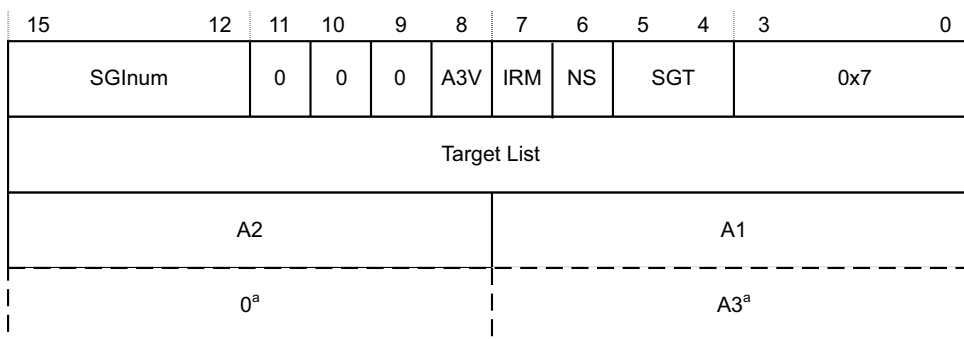 15 12 11 10 9 8 7 6 5 4 3 0
SGInum 0 0 0 A3V IRM NS SGT 0x7
Target List
A2 A1
0ᵃ A3ᵃ